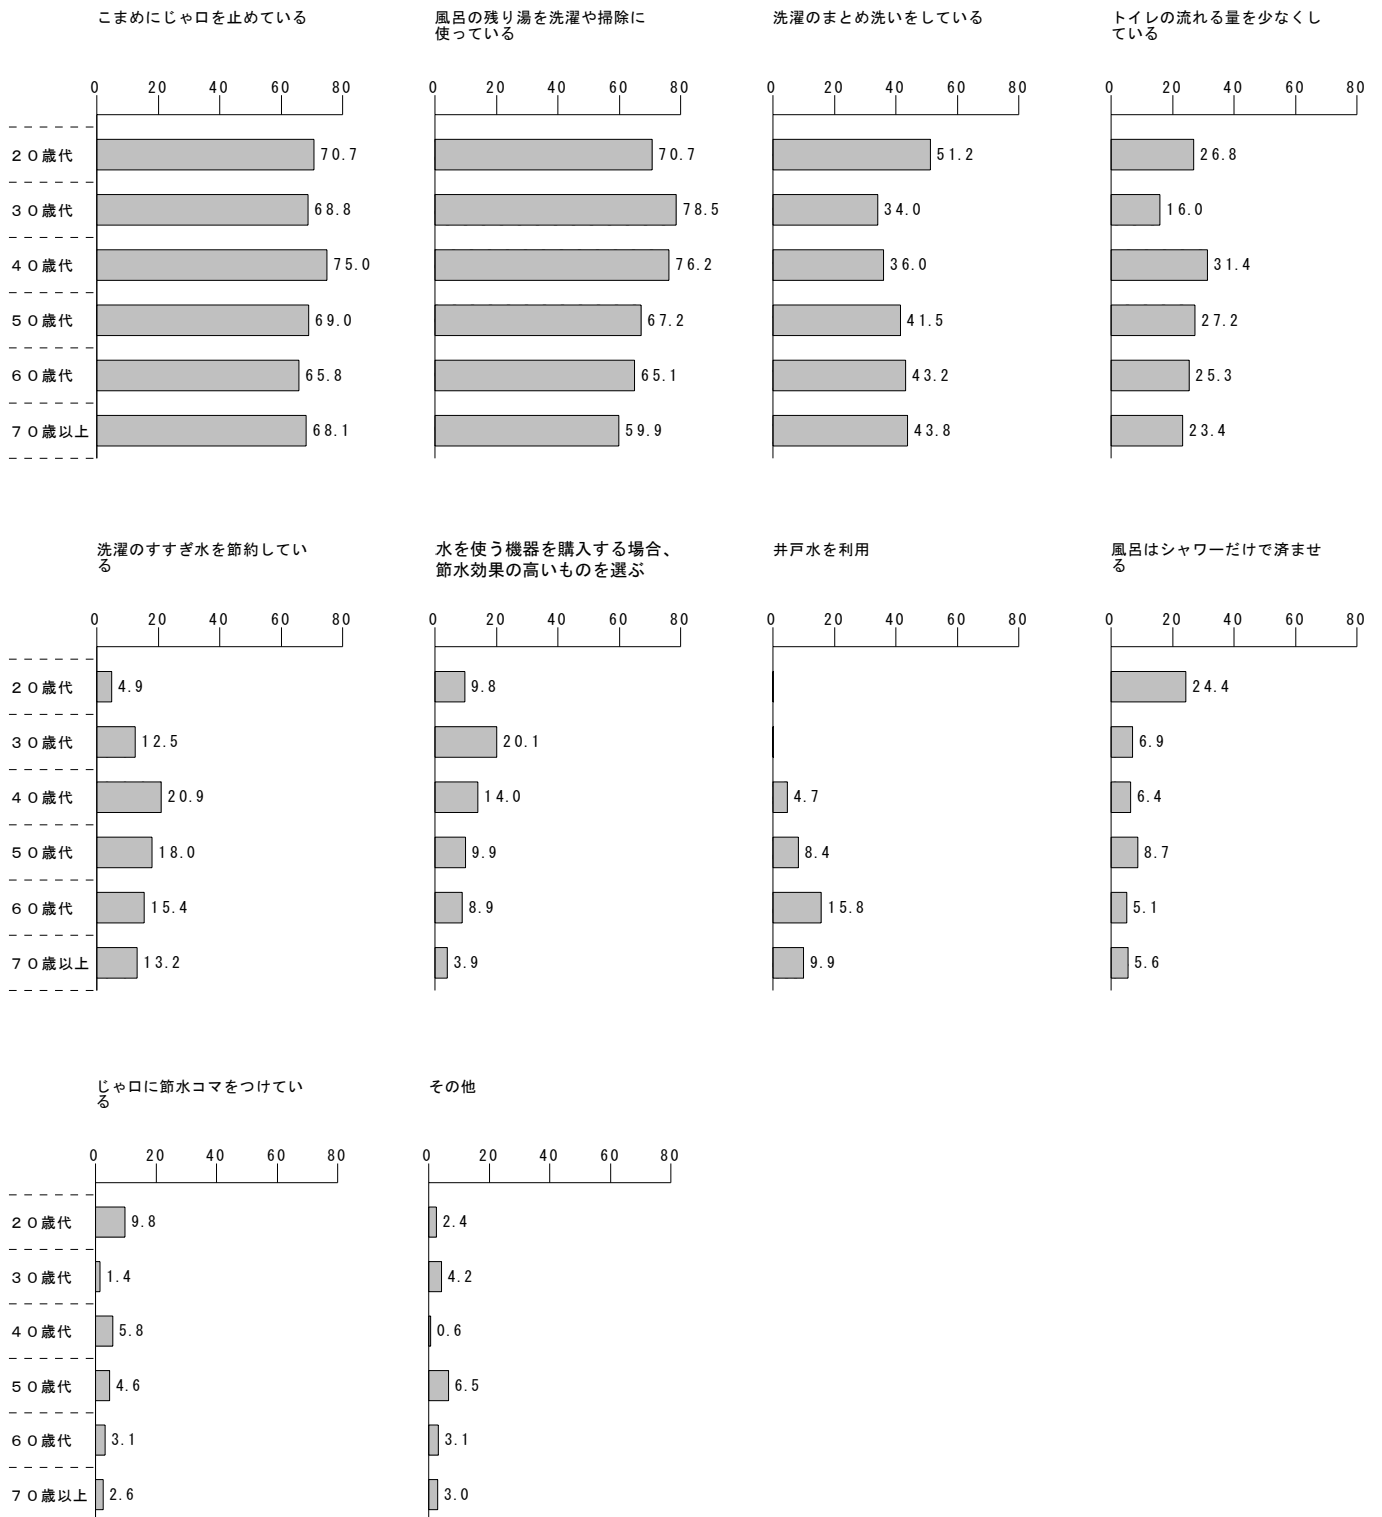 こまめにじゃ口を止めている
風呂の残り湯を洗濯や掃除に
使っている
洗濯のまとめ洗いをしている
トイレの流れる量を少なくし
ている
0 20 40 60 80
0 20 40 60 80
0 20 40 60 80
0 20 40 60 80
２０歳代 70.7 70.7 51.2 26.8
３０歳代 68.8 78.5 34.0 16.0
４０歳代 75.0 76.2 36.0 31.4
５０歳代 69.0 67.2 41.5 27.2
６０歳代 65.8 65.1 43.2 25.3
７０歳以上 68.1 59.9 43.8 23.4
洗濯のすすぎ水を節約してい
る
水を使う機器を購入する場合、
節水効果の高いものを選ぶ
井戸水を利用
風呂はシャワーだけで済ませ
る
0 20 40 60 80
0 20 40 60 80
0 20 40 60 80
0 20 40 60 80
２０歳代 4.9 9.8 24.4
３０歳代 12.5 20.1 6.9
４０歳代 20.9 14.0 4.7 6.4
５０歳代 18.0 9.9 8.4 8.7
６０歳代 15.4 8.9 15.8 5.1
７０歳以上 13.2 3.9 9.9 5.6
じゃ口に節水コマをつけてい
る
その他
0 20 40 60 80
0 20 40 60 80
２０歳代 9.8 2.4
３０歳代 1.4 4.2
４０歳代 5.8 0.6
５０歳代 4.6 6.5
６０歳代 3.1 3.1
７０歳以上 2.6 3.0